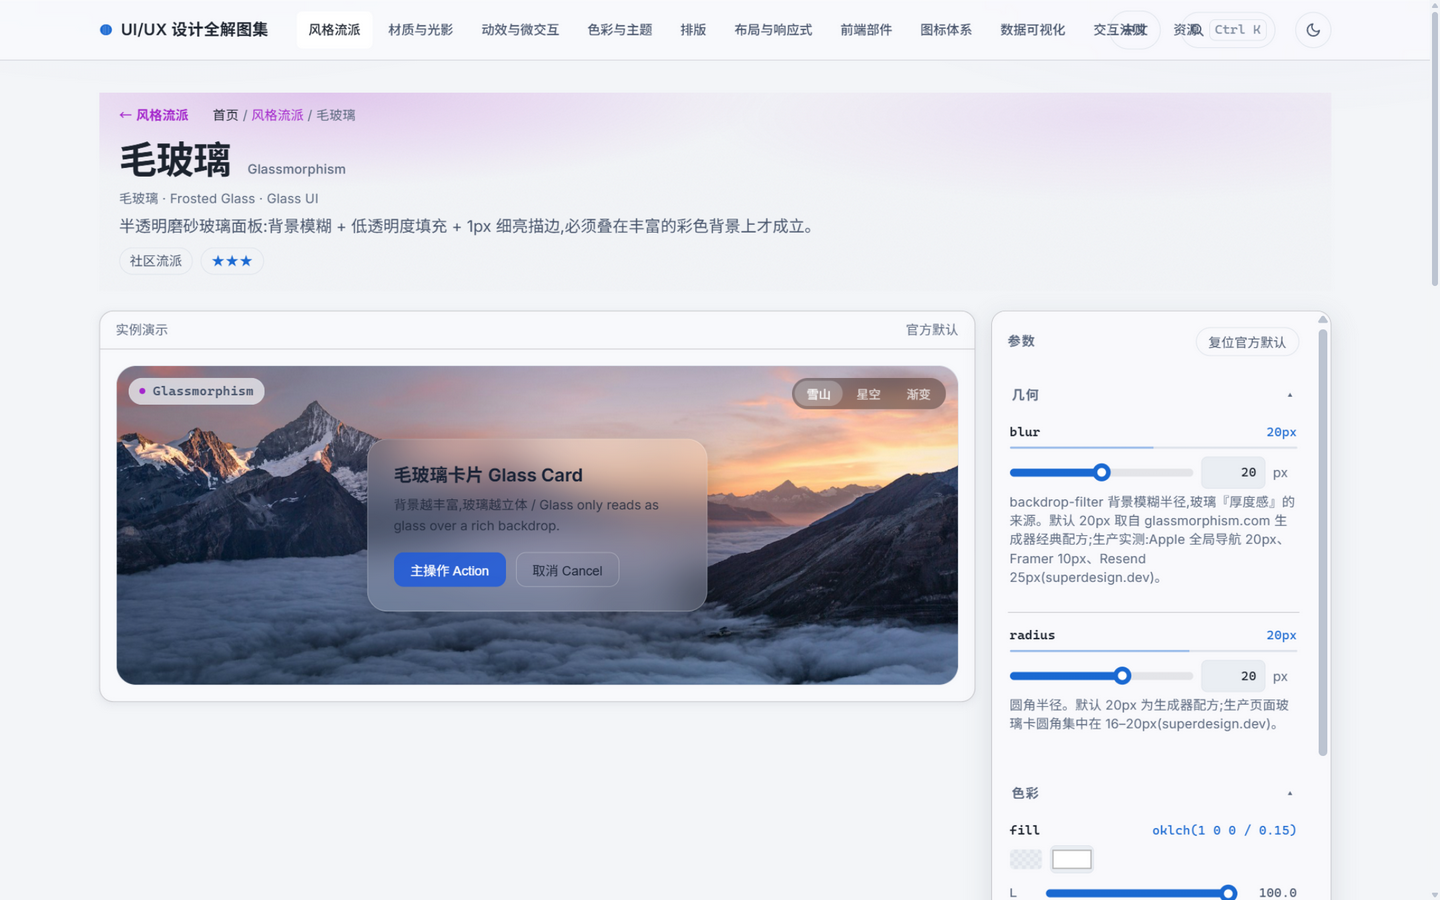 UI/UX 设计全解图集
风格流派
材质与光影
动效与微交互
色彩与主题
排版
布局与响应式
前端部件
图标体系
数据可视化
交互
资源
Ctrl K
← 风格流派 首页 / 风格流派 / 毛玻璃
毛玻璃 Glassmorphism
毛玻璃 · Frosted Glass · Glass UI
半透明磨砂玻璃面板:背景模糊 + 低透明度填充 + 1px 细亮描边,必须叠在丰富的彩色背景上才成立。
社区流派 ★★★
实例演示 官方默认
Glassmorphism
雪山 星空 渐变
毛玻璃卡片 Glass Card
背景越丰富,玻璃越立体 / Glass only reads as
glass over a rich backdrop.
主操作 Action 取消 Cancel
参数 复位官方默认
几何
blur 20px
20 px
backdrop-filter 背景模糊半径,玻璃『厚度感』的
来源。默认 20px 取自 glassmorphism.com 生
成器经典配方;生产实测:Apple 全局导航 20px、
Framer 10px、Resend
25px(superdesign.dev)。
radius 20px
20 px
圆角半径。默认 20px 为生成器配方;生产页面玻
璃卡圆角集中在 16–20px(superdesign.dev)。
色彩
fill oklch(1 0 0 / 0.15)
L 100.0